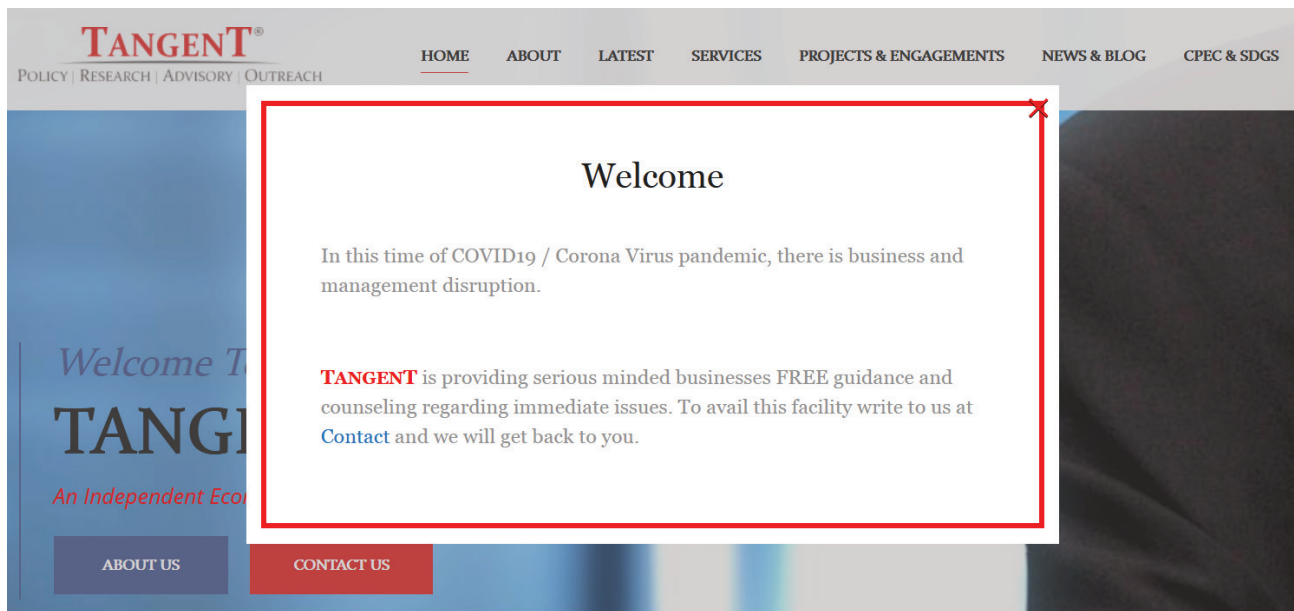 TANGENT®
POLICY | RESEARCH | ADVISORY | OUTREACH
HOME ABOUT LATEST SERVICES PROJECTS & ENGAGEMENTS NEWS & BLOG CPEC & SDGS
Welcome
In this time of COVID19 / Corona Virus pandemic, there is business and
management disruption.
TANGENT is providing serious minded businesses FREE guidance and
counseling regarding immediate issues. To avail this facility write to us at
Contact and we will get back to you.
Welcome
An Independent
ABOUT US CONTACT US